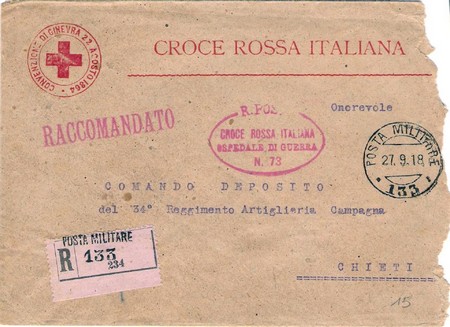 CONVENZIONE DI GINEVRA 22 AGOSTO 1864
CROCE ROSSA ITALIANA
RACCOMANDATO
R. POS.
CROCE ROSSA ITALIANA
OSPEDALE DI GUERRA
N. 73
Onorevole
POSTA MILITARE
27.9.18
133
COMANDO DEPOSITO
del 34° Reggimento Artiglieria Campagna
POSTA MILITARE
R 133
234
CHIETI
15